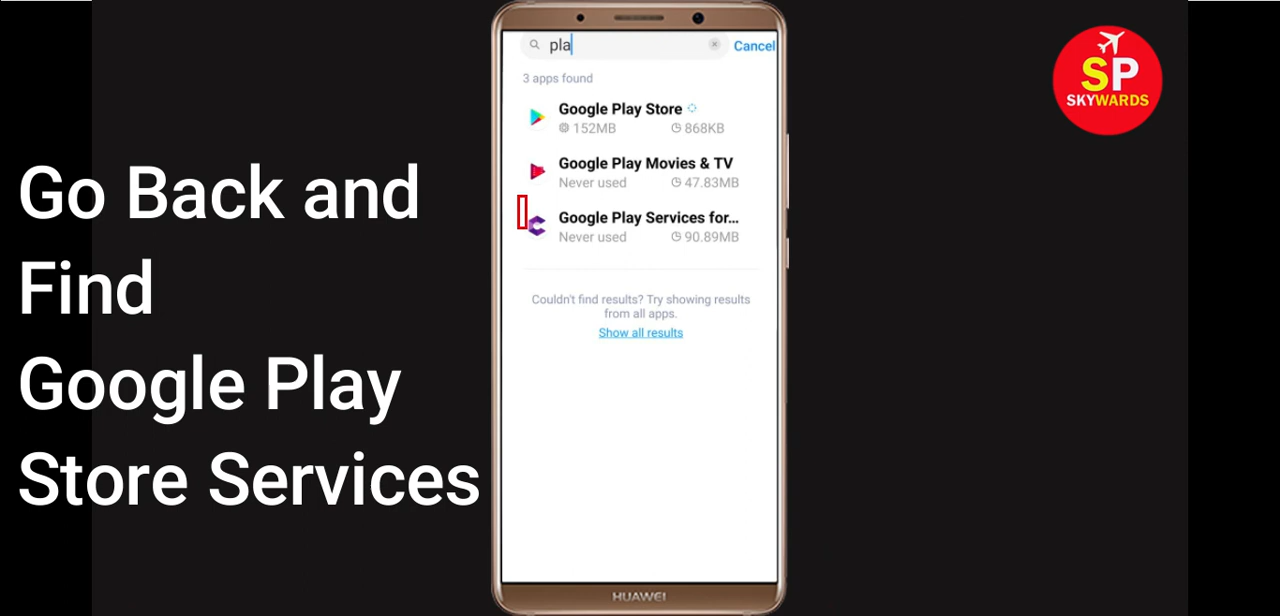 Go Back and
Find
Google Play
Store Services
pla
Cancel
3 apps found
Google Play Store
152MB 868KB
Google Play Movies & TV
Never used 47.83MB
Google Play Services for...
Never used 90.89MB
Couldn't find results? Try showing results
from all apps.
Show all results
HUAWEI
SP
SKYWARDS